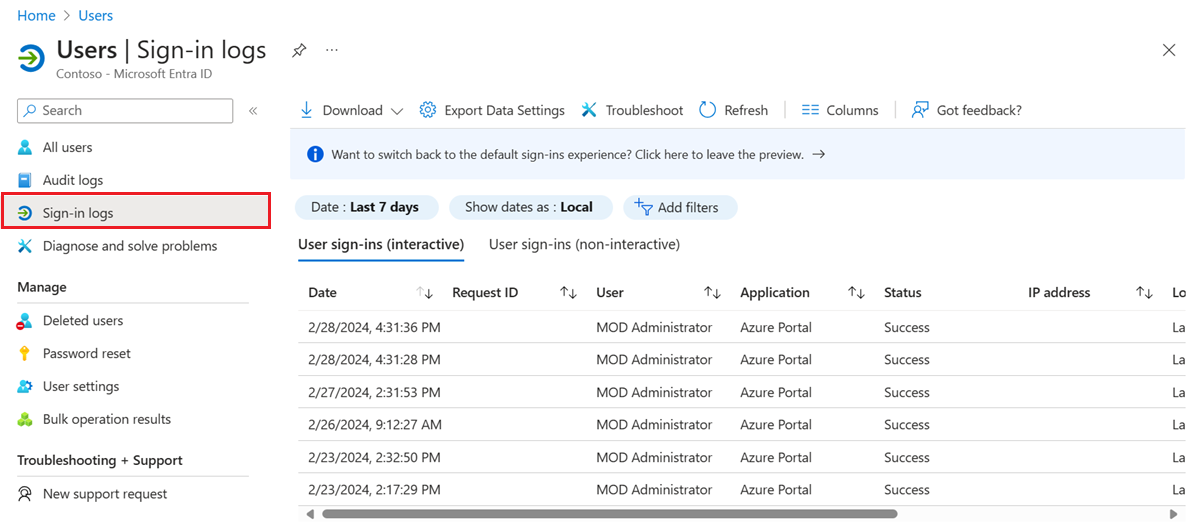 Home > Users
Users | Sign-in logs ...
Contoso - Microsoft Entra ID
Search «
All users
Audit logs
Sign-in logs
Diagnose and solve problems
Manage
Deleted users
Password reset
User settings
Bulk operation results
Troubleshooting + Support
New support request
Download Export Data Settings Troubleshoot Refresh Columns Got feedback?
Want to switch back to the default sign-ins experience? Click here to leave the preview. →
Date : Last 7 days Show dates as : Local Add filters
User sign-ins (interactive) User sign-ins (non-interactive)
Date Request ID User Application Status IP address Lo
2/28/2024, 4:31:36 PM MOD Administrator Azure Portal Success La
2/28/2024, 4:31:28 PM MOD Administrator Azure Portal Success La
2/27/2024, 2:31:53 PM MOD Administrator Azure Portal Success La
2/26/2024, 9:12:27 AM MOD Administrator Azure Portal Success La
2/23/2024, 2:32:50 PM MOD Administrator Azure Portal Success La
2/23/2024, 2:17:29 PM MOD Administrator Azure Portal Success La